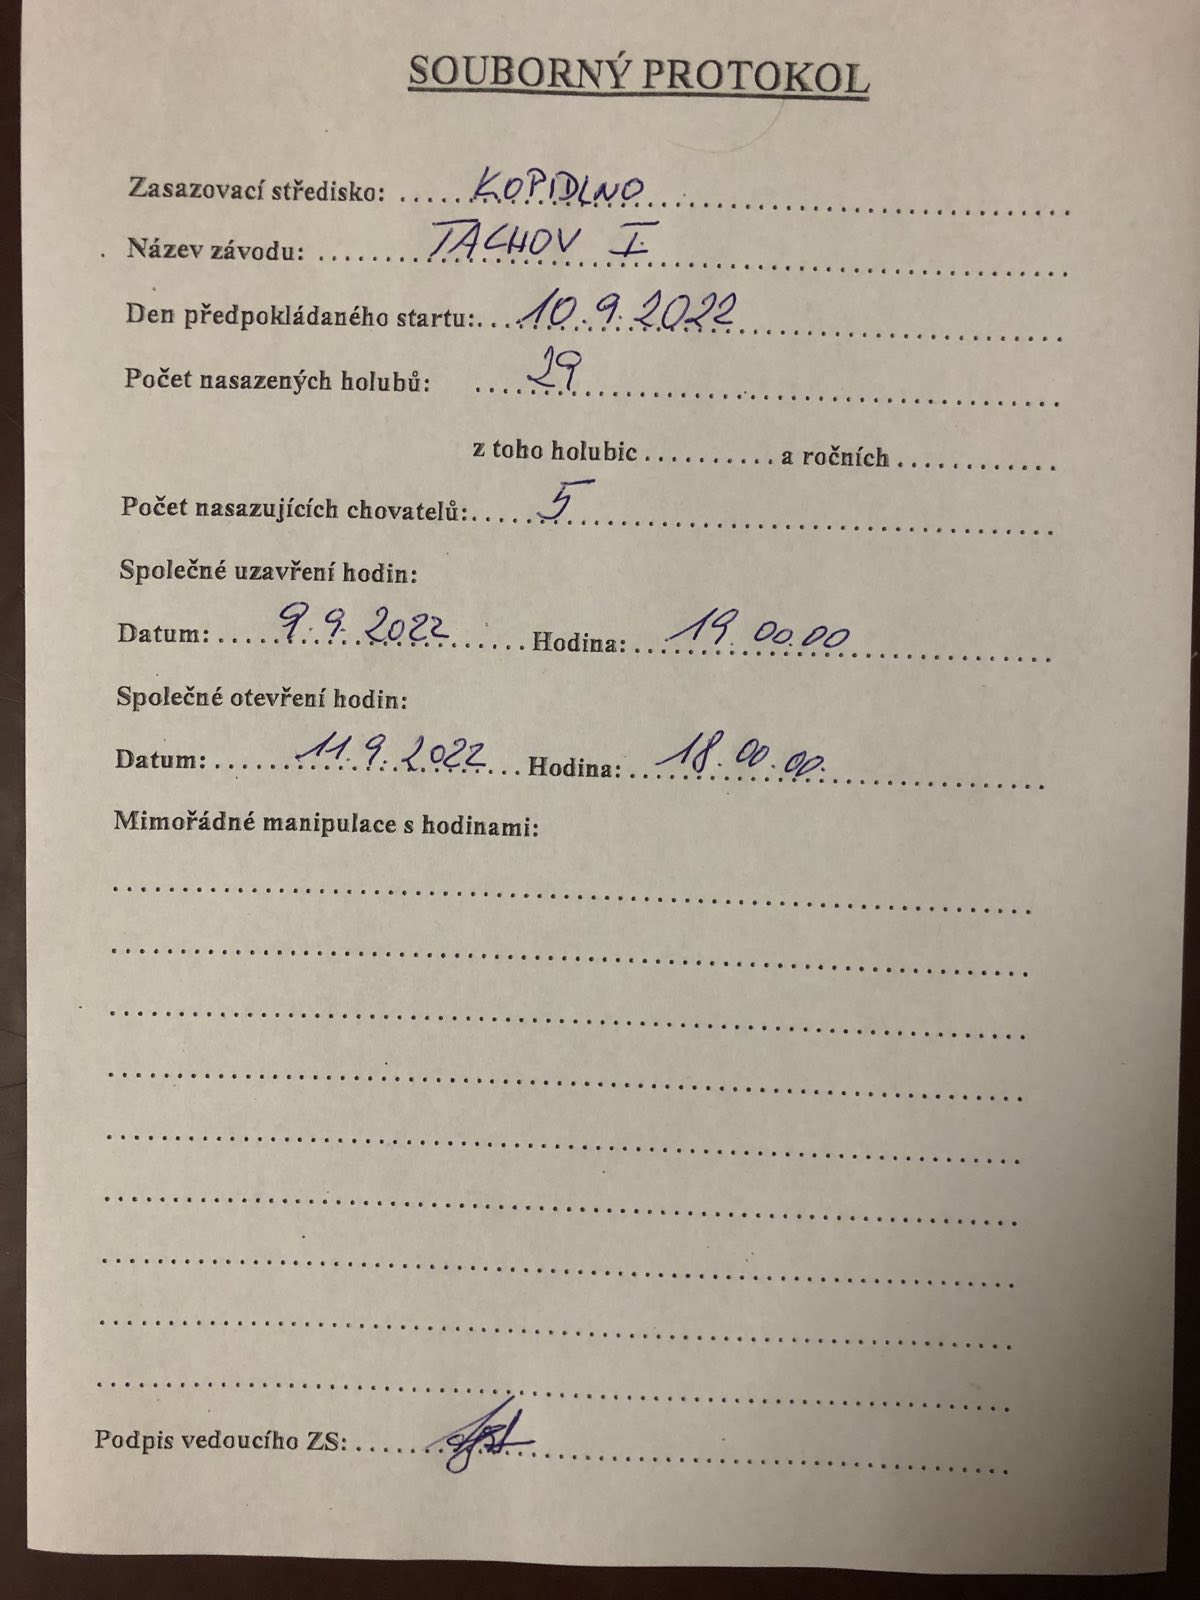 SOUBORNÝ PROTOKOL
Zasazovací středisko: KOPIDLNO
Název závodu: TACHOV I.
Den předpokládaného startu: 10.9.2022
Počet nasazených holubů: 29
z toho holubic .......... a ročních ............
Počet nasazujících chovatelů: 5
Společné uzavření hodin:
Datum: 9.9.2022 Hodina: 19.00.00
Společné otevření hodin:
Datum: 11.9.2022 Hodina: 18.00.00.
Mimořádné manipulace s hodinami:
Podpis vedoucího ZS: